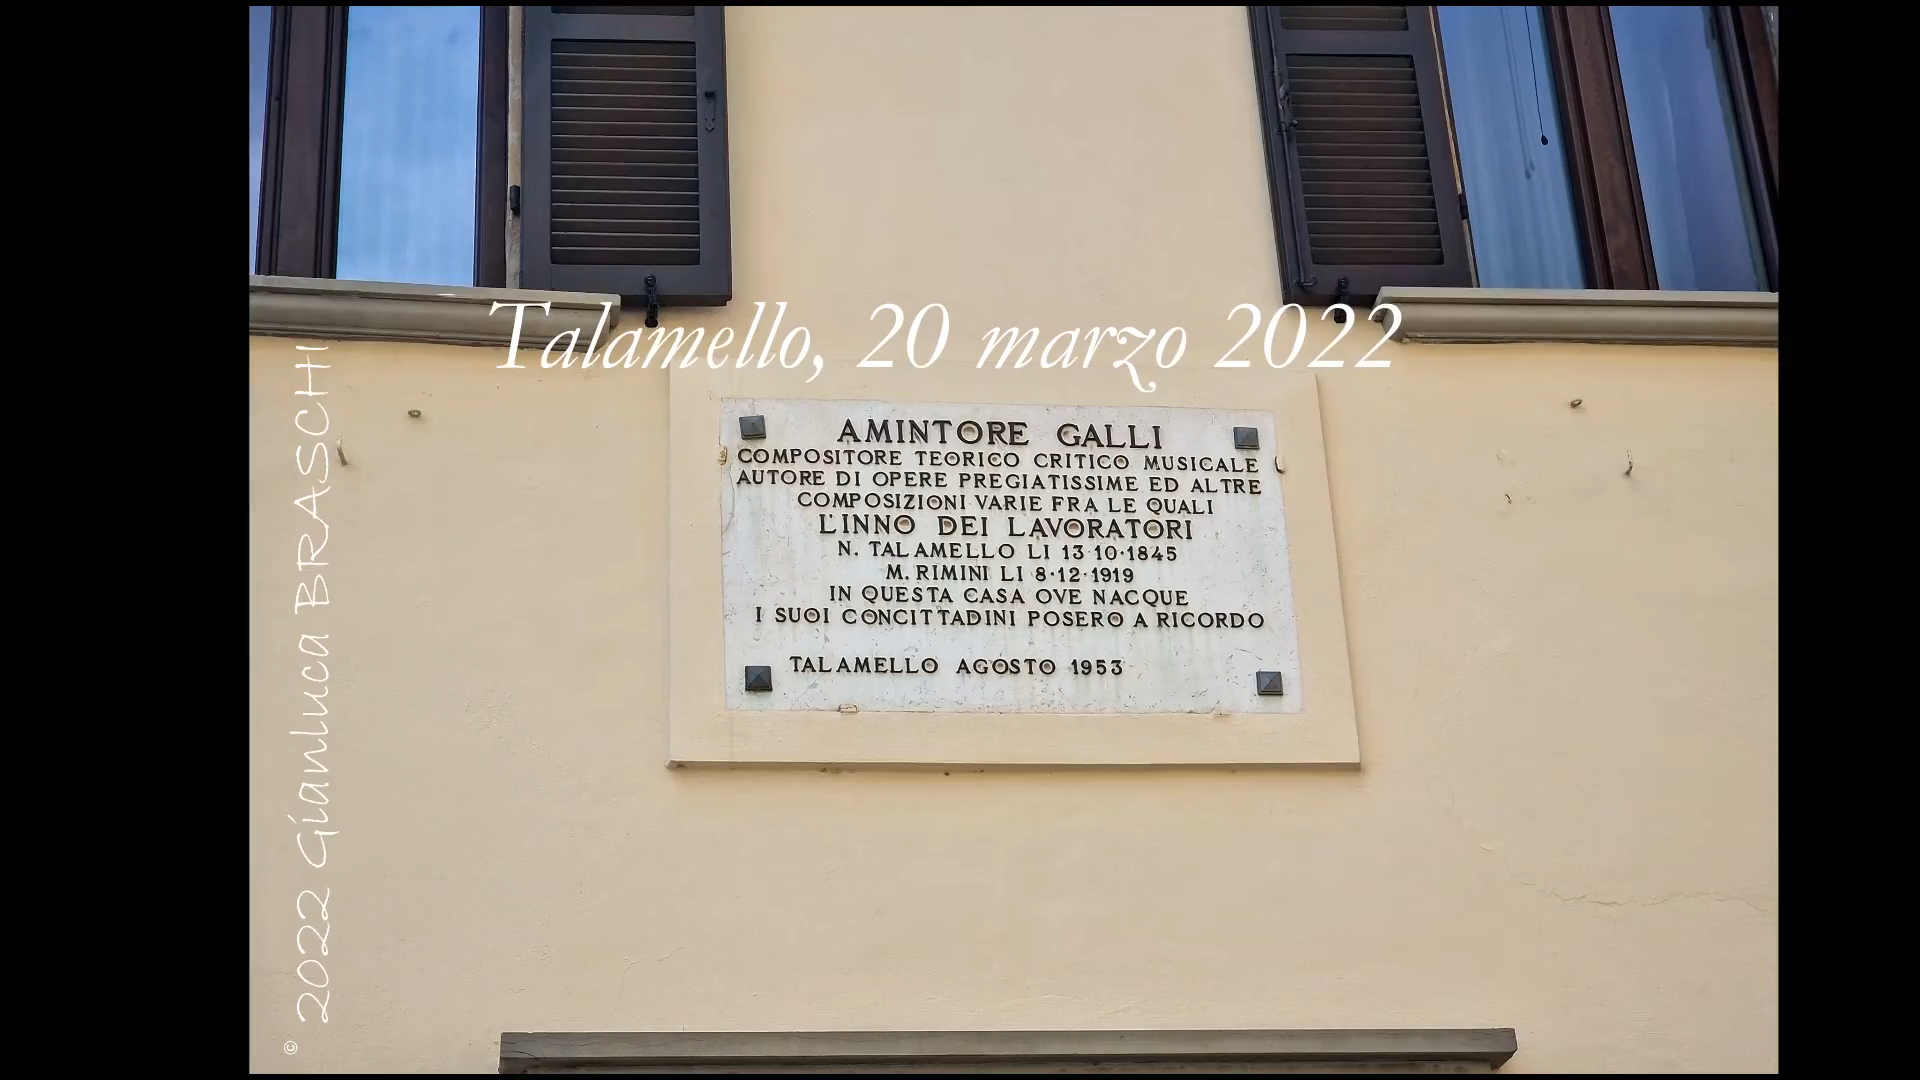 Talamello, 20 marzo 2022
AMINTORE GALLI
COMPOSITORE TEORICO CRITICO MUSICALE
AUTORE DI OPERE PREGIATISSIME ED ALTRE
COMPOSIZIONI VARIE FRA LE QUALI
L'INNO DEI LAVORATORI
N. TALAMELLO LI 13·10·1845
M. RIMINI LI 8·12·1919
IN QUESTA CASA OVE NACQUE
I SUOI CONCITTADINI POSERO A RICORDO
TALAMELLO AGOSTO 1953
© 2022 Gianluca BRASCHI